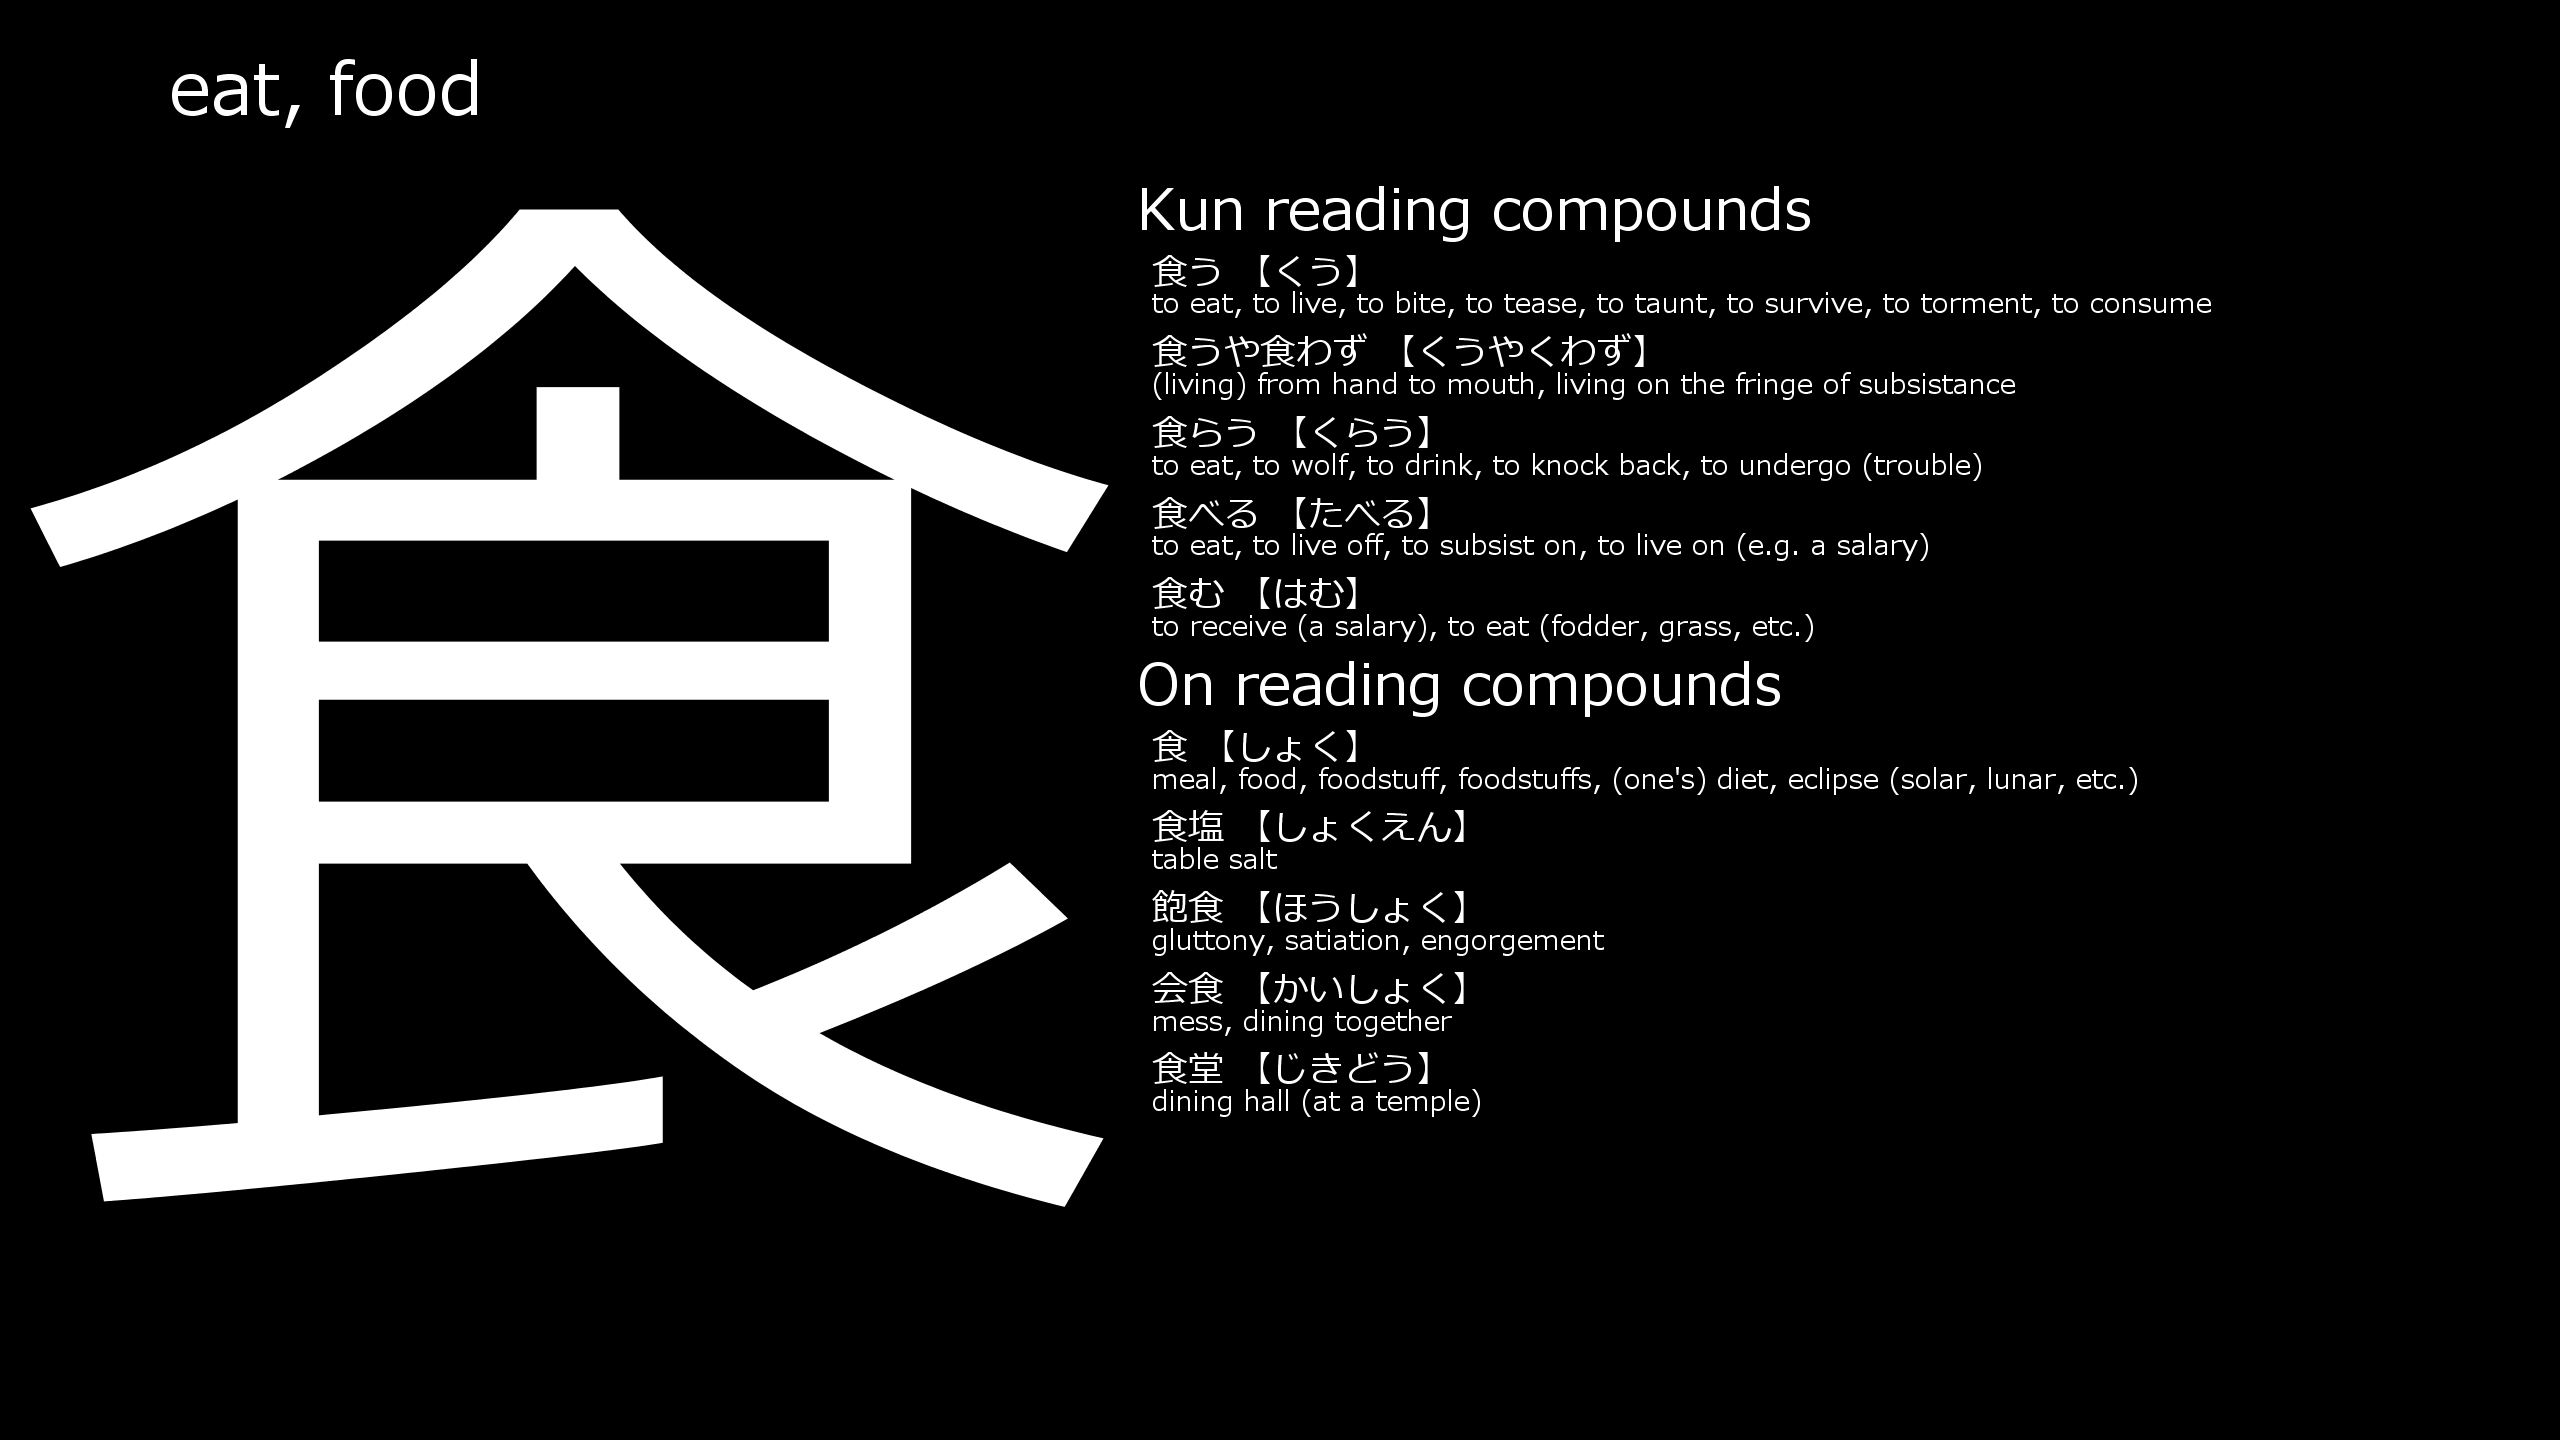 eat, food
食
Kun reading compounds
食う 【くう】
to eat, to live, to bite, to tease, to taunt, to survive, to torment, to consume
食うや食わず 【くうやくわず】
(living) from hand to mouth, living on the fringe of subsistance
食らう 【くらう】
to eat, to wolf, to drink, to knock back, to undergo (trouble)
食べる 【たべる】
to eat, to live off, to subsist on, to live on (e.g. a salary)
食む 【はむ】
to receive (a salary), to eat (fodder, grass, etc.)
On reading compounds
食 【しょく】
meal, food, foodstuff, foodstuffs, (one's) diet, eclipse (solar, lunar, etc.)
食塩 【しょくえん】
table salt
飽食 【ほうしょく】
gluttony, satiation, engorgement
会食 【かいしょく】
mess, dining together
食堂 【じきどう】
dining hall (at a temple)